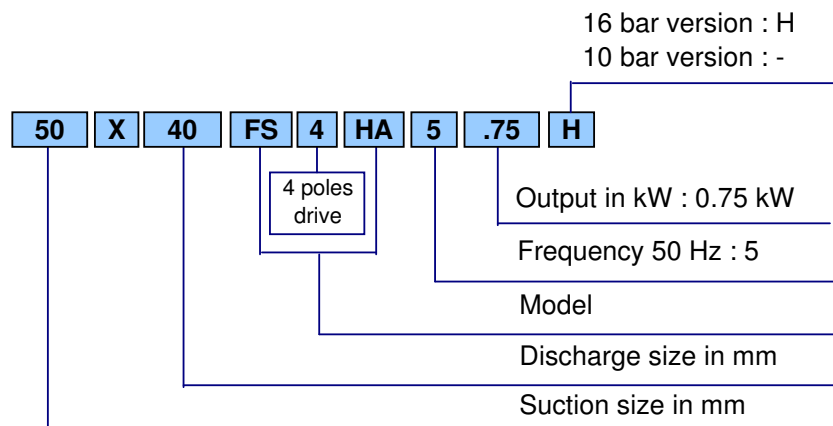 16 bar version : H
10 bar version : -
50 X 40 FS 4 HA 5 .75 H
4 poles
drive
Output in kW : 0.75 kW
Frequency 50 Hz : 5
Model
Discharge size in mm
Suction size in mm